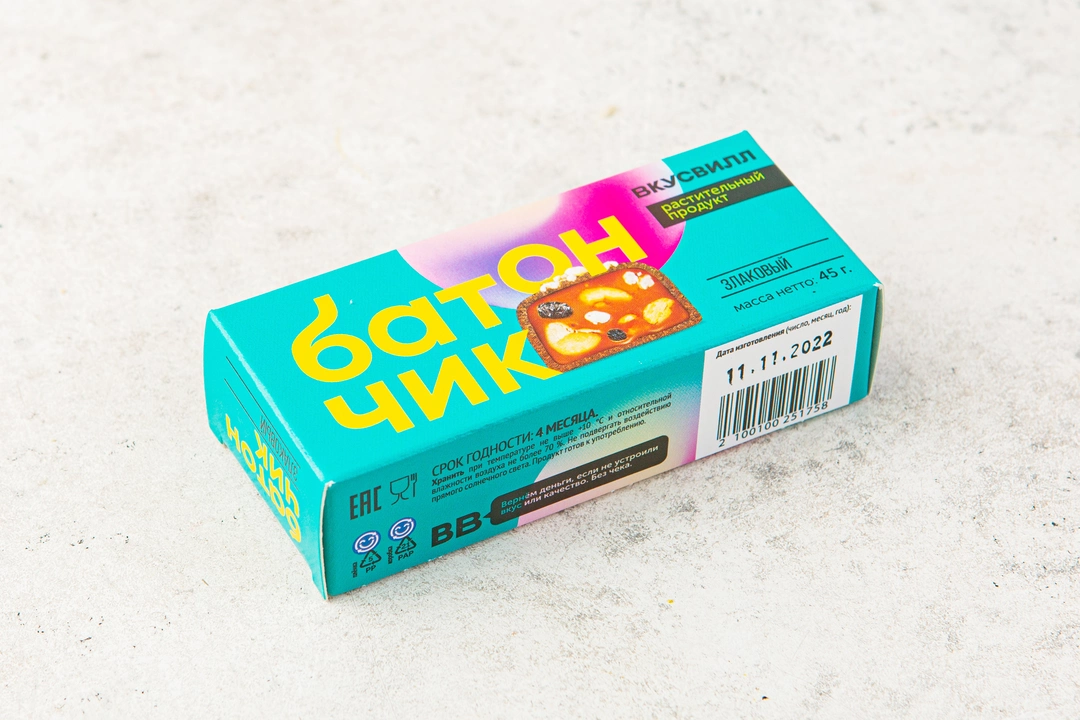 ВКУСВИЛЛ
растительный
продукт
батон
чик
ЗЛАКОВЫЙ
масса нетто: 45 г.
Дата изготовления (число, месяц, год):
11.11.2022
2 100100 251758
СРОК ГОДНОСТИ: 4 МЕСЯЦА.
Хранить при температуре не выше +10 °С и относительной
влажности воздуха не более 70 %. Не подвергать воздействию
прямого солнечного света. Продукт готов к употреблению.
ЕАС
ВВ
Вернём деньги, если не устроили
вкус или качество. Без чека.
5
PP
21
PAP
ЗЛАКОВЫЙ
батон
чик